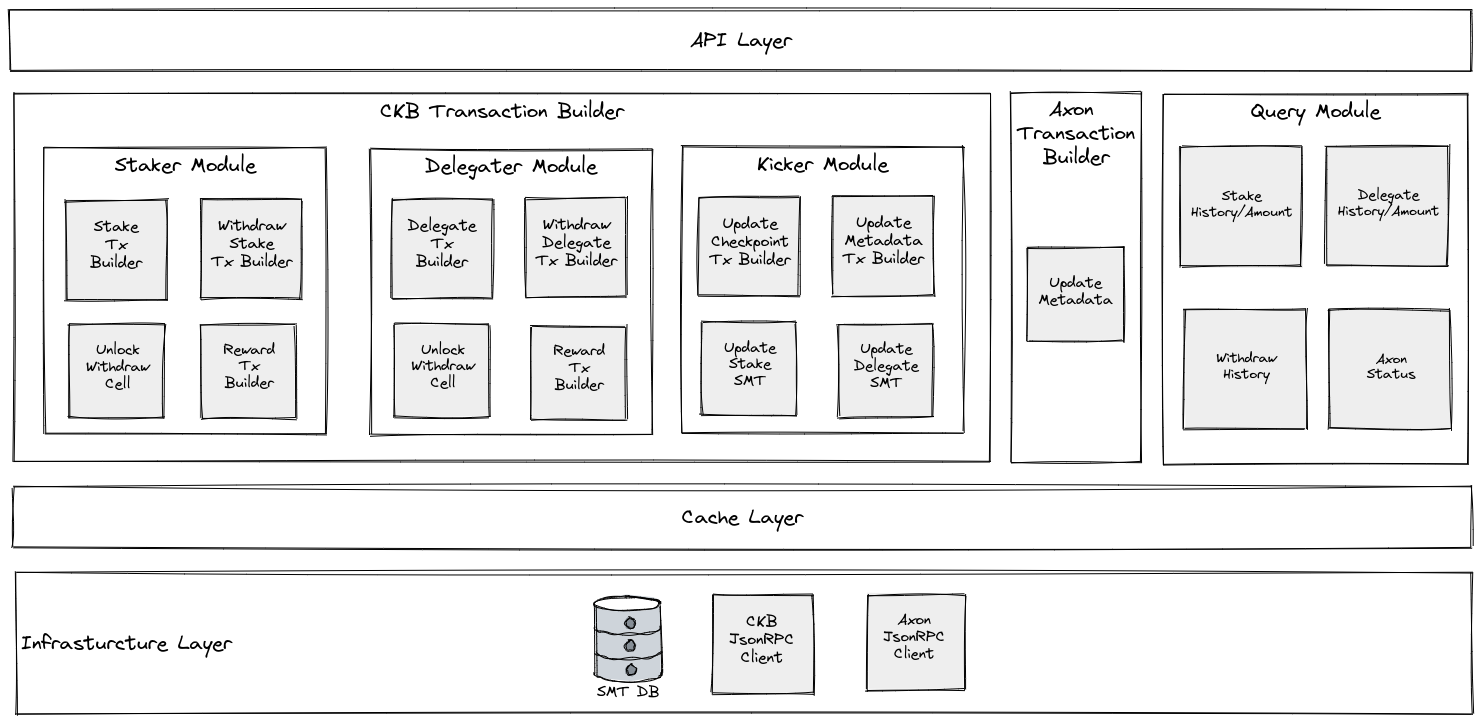 API Layer
CKB Transaction Builder
Staker Module
Stake
Tx
Builder
Withdraw
Stake
Tx Builder
Unlock
Withdraw
Cell
Reward
Tx
Builder
Delegater Module
Delegate
Tx
Builder
Withdraw
Delegate
Tx Builder
Unlock
Withdraw
Cell
Reward
Tx
Builder
Kicker Module
Update
Checkpoint
Tx Builder
Update
Metadata
Tx Builder
Update
Stake
SMT
Update
Delegate
SMT
Axon
Transaction
Builder
Update
Metadata
Query Module
Stake
History/Amount
Delegate
History/Amount
Withdraw
History
Axon
Status
Cache Layer
Infrasturcture Layer
SMT DB
CKB
JsonRPC
Client
Axon
JsonRPC
Client